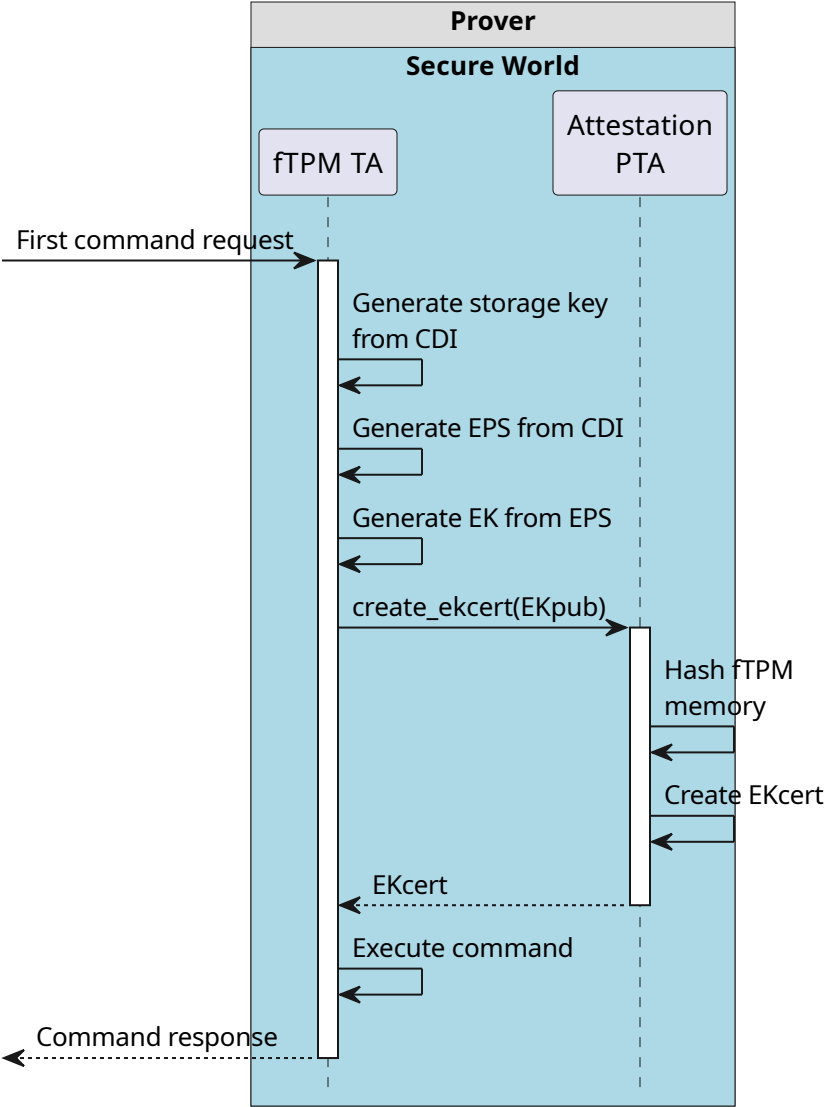 Prover
Secure World
fTPM TA
Attestation
PTA
First command request
Generate storage key
from CDI
Generate EPS from CDI
Generate EK from EPS
create_ekcert(EKpub)
Hash fTPM
memory
Create EKcert
EKcert
Execute command
Command response